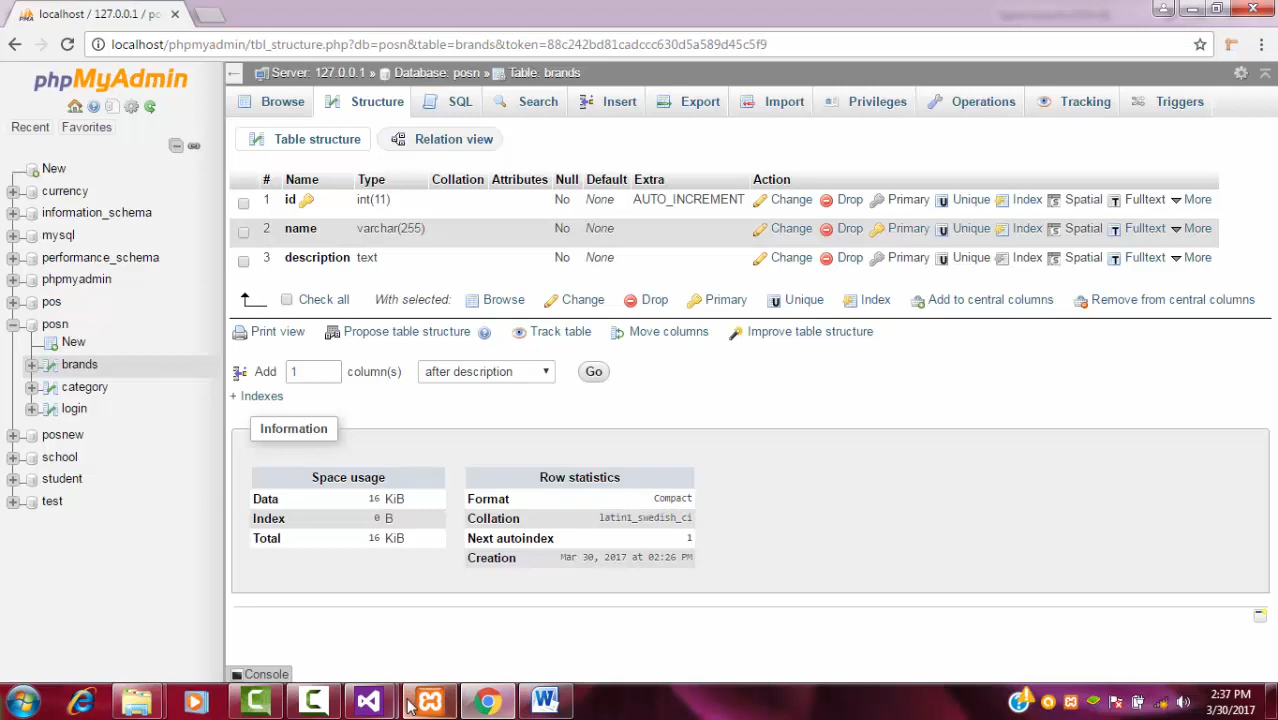 localhost / 127.0.0.1 / po
localhost/phpmyadmin/tbl_structure.php?db=posn&table=brands&token=88c242bd81cadccc630d5a589d45c5f9
phpMyAdmin
Recent Favorites
New
currency
information_schema
mysql
performance_schema
phpmyadmin
pos
posn
New
brands
category
login
posnew
school
student
test
Server: 127.0.0.1 » Database: posn » Table: brands
Browse Structure SQL Search Insert Export Import Privileges Operations Tracking Triggers
Table structure Relation view
# Name Type Collation Attributes Null Default Extra Action
1 id int(11) No None AUTO_INCREMENT Change Drop Primary Unique Index Spatial Fulltext More
2 name varchar(255) No None Change Drop Primary Unique Index Spatial Fulltext More
3 description text No None Change Drop Primary Unique Index Spatial Fulltext More
Check all With selected: Browse Change Drop Primary Unique Index Add to central columns Remove from central columns
Print view Propose table structure Track table Move columns Improve table structure
Add 1 column(s) after description Go
+ Indexes
Information
Space usage
Data 16 KiB
Index 0 B
Total 16 KiB
Row statistics
Format Compact
Collation latin1_swedish_ci
Next autoindex 1
Creation Mar 30, 2017 at 02:26 PM
Console
2:37 PM
3/30/2017